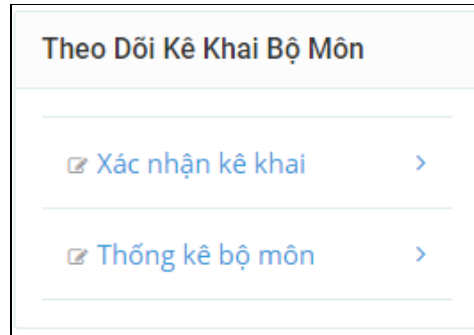 Theo Dõi Kê Khai Bộ Môn
Xác nhận kê khai
Thống kê bộ môn